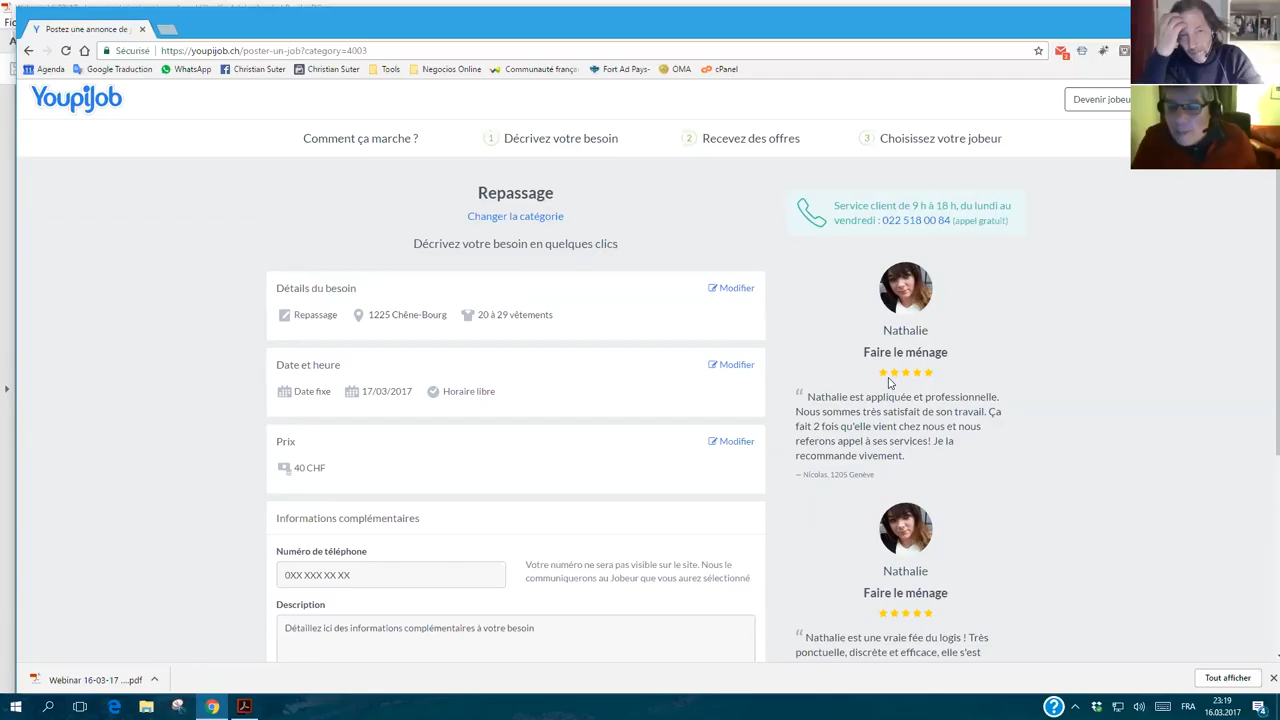 Postez une annonce de
Sécurisé
https://youpijob.ch/poster-un-job?category=4003
Agenda
Google Traduction
WhatsApp
Christian Suter
Christian Suter
Tools
Negocios Online
Communauté franç
Fort Ad Pays-
OMA
cPanel
YoupiJob
Devenir jobeu
Comment ça marche ?
1 Décrivez votre besoin
2 Recevez des offres
3 Choisissez votre jobeur
Repassage
Changer la catégorie
Décrivez votre besoin en quelques clics
Détails du besoin
Modifier
Repassage
1225 Chêne-Bourg
20 à 29 vêtements
Date et heure
Modifier
Date fixe
17/03/2017
Horaire libre
Prix
Modifier
40 CHF
Informations complémentaires
Numéro de téléphone
0XX XXX XX XX
Votre numéro ne sera pas visible sur le site. Nous le
communiquerons au Jobeur que vous aurez sélectionné
Description
Détaillez ici des informations complémentaires à votre besoin
Service client de 9 h à 18 h, du lundi au
vendredi : 022 518 00 84 (appel gratuit)
Nathalie
Faire le ménage
“ Nathalie est appliquée et professionnelle.
Nous sommes très satisfait de son travail. Ça
fait 2 fois qu'elle vient chez nous et nous
referons appel à ses services! Je la
recommande vivement.
— Nicolas, 1205 Genève
Nathalie
Faire le ménage
“ Nathalie est une vraie fée du logis ! Très
ponctuelle, discrète et efficace, elle s'est
Webinar 16-03-17 ....pdf
Tout afficher
FRA
23:19
16.03.2017
4